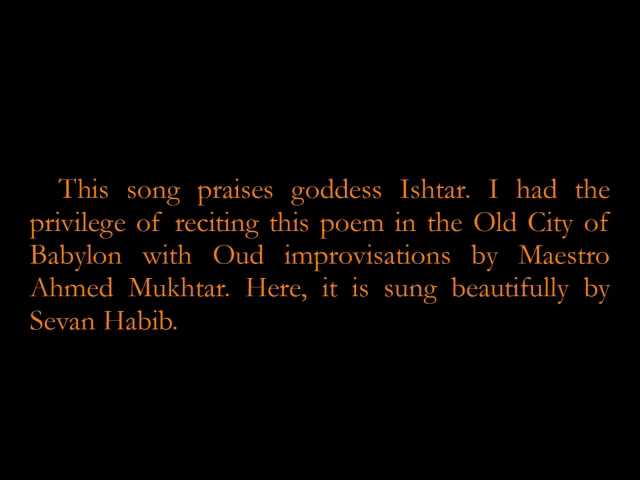 This song praises goddess Ishtar. I had the
privilege of reciting this poem in the Old City of
Babylon with Oud improvisations by Maestro
Ahmed Mukhtar. Here, it is sung beautifully by
Sevan Habib.